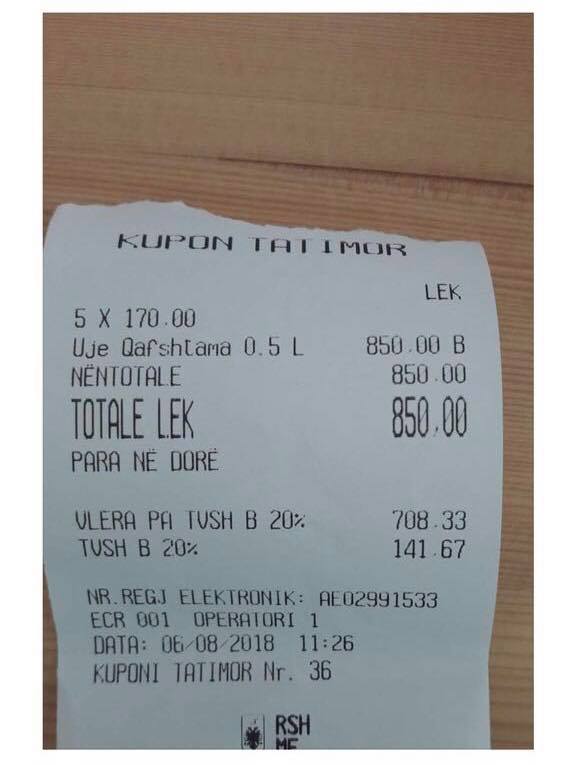 KUPON TATIMOR
LEK
5 X 170.00
Uje Qafshtama 0.5 L 850.00 B
NËNTOTALE 850.00
TOTALE LEK 850.00
PARA NË DORË
VLERA PA TVSH B 20% 708.33
TVSH B 20% 141.67
NR.REGJ ELEKTRONIK: AE02991533
ECR 001 OPERATORI 1
DATA: 06/08/2018 11:26
KUPONI TATIMOR Nr. 36
RSH
MF